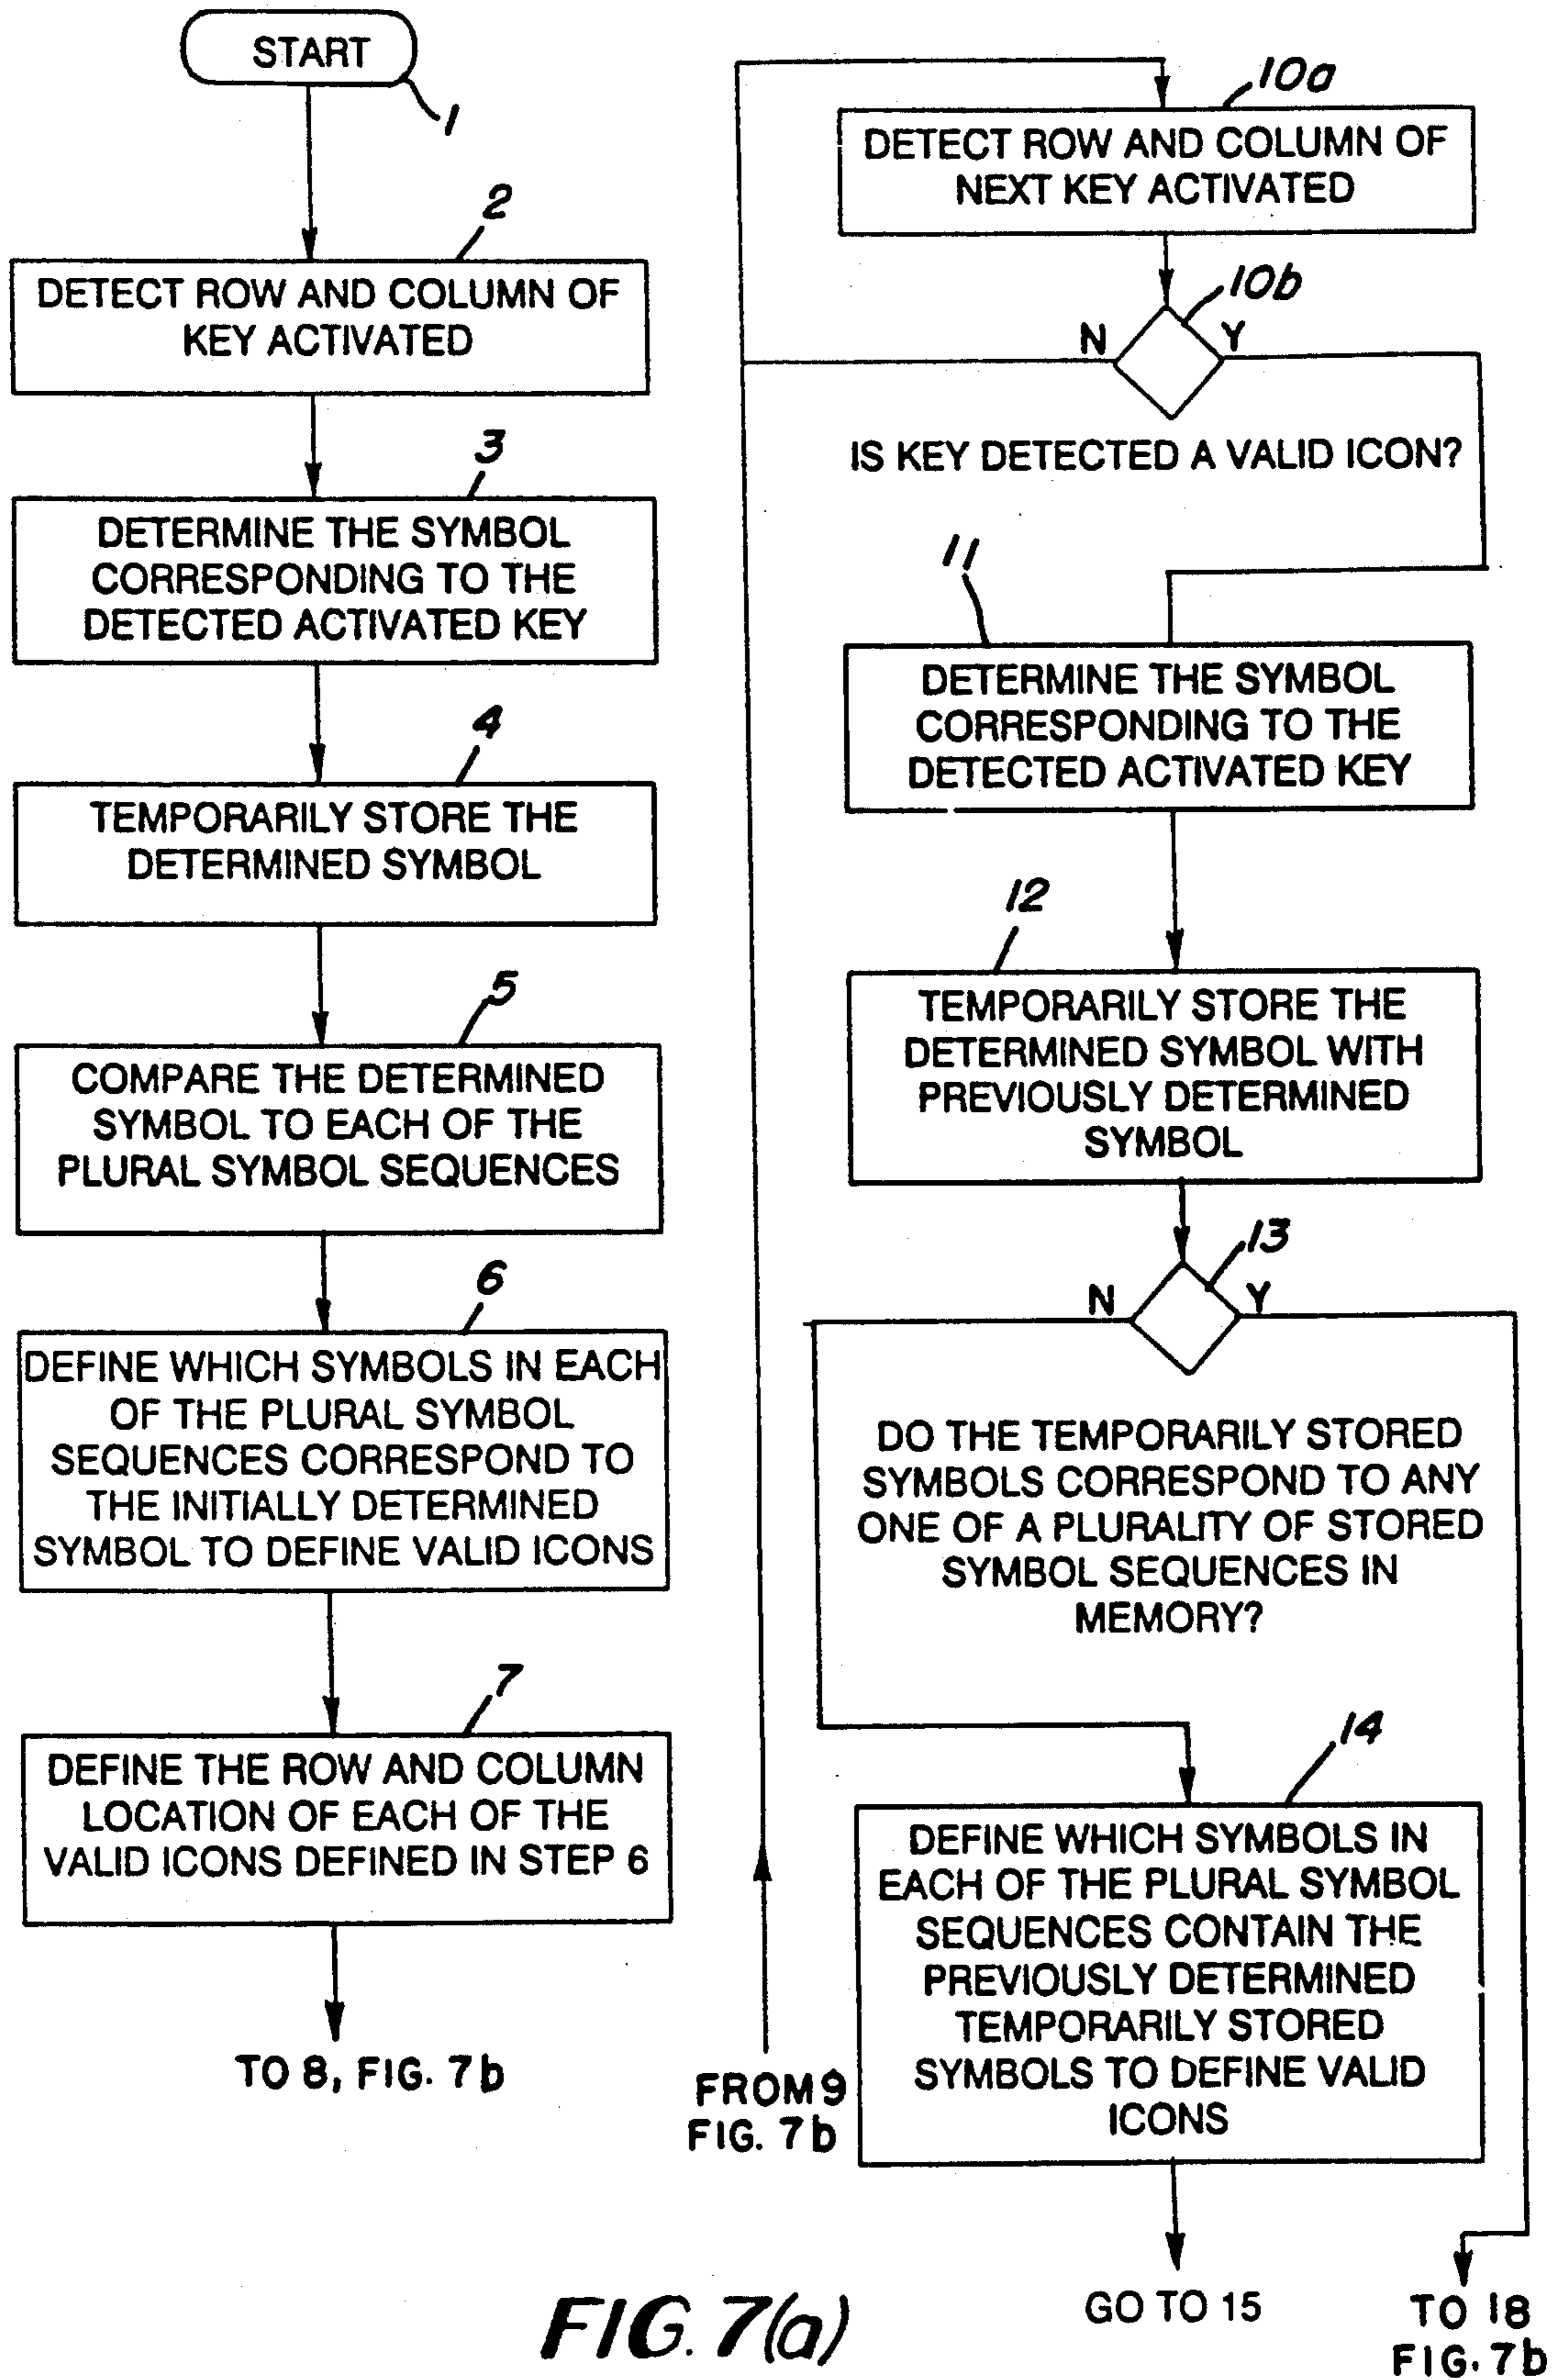 START
1
2
DETECT ROW AND COLUMN OF
KEY ACTIVATED
3
DETERMINE THE SYMBOL
CORRESPONDING TO THE
DETECTED ACTIVATED KEY
4
TEMPORARILY STORE THE
DETERMINED SYMBOL
5
COMPARE THE DETERMINED
SYMBOL TO EACH OF THE
PLURAL SYMBOL SEQUENCES
6
DEFINE WHICH SYMBOLS IN EACH
OF THE PLURAL SYMBOL
SEQUENCES CORRESPOND TO
THE INITIALLY DETERMINED
SYMBOL TO DEFINE VALID ICONS
7
DEFINE THE ROW AND COLUMN
LOCATION OF EACH OF THE
VALID ICONS DEFINED IN STEP 6
TO 8, FIG. 7b
10a
DETECT ROW AND COLUMN OF
NEXT KEY ACTIVATED
10b
N Y
IS KEY DETECTED A VALID ICON?
11
DETERMINE THE SYMBOL
CORRESPONDING TO THE
DETECTED ACTIVATED KEY
12
TEMPORARILY STORE THE
DETERMINED SYMBOL WITH
PREVIOUSLY DETERMINED
SYMBOL
13
N Y
DO THE TEMPORARILY STORED
SYMBOLS CORRESPOND TO ANY
ONE OF A PLURALITY OF STORED
SYMBOL SEQUENCES IN
MEMORY?
14
DEFINE WHICH SYMBOLS IN
EACH OF THE PLURAL SYMBOL
SEQUENCES CONTAIN THE
PREVIOUSLY DETERMINED
TEMPORARILY STORED
SYMBOLS TO DEFINE VALID
ICONS
FROM 9
FIG. 7b
GO TO 15
TO 18
FIG. 7b
FIG. 7(a)